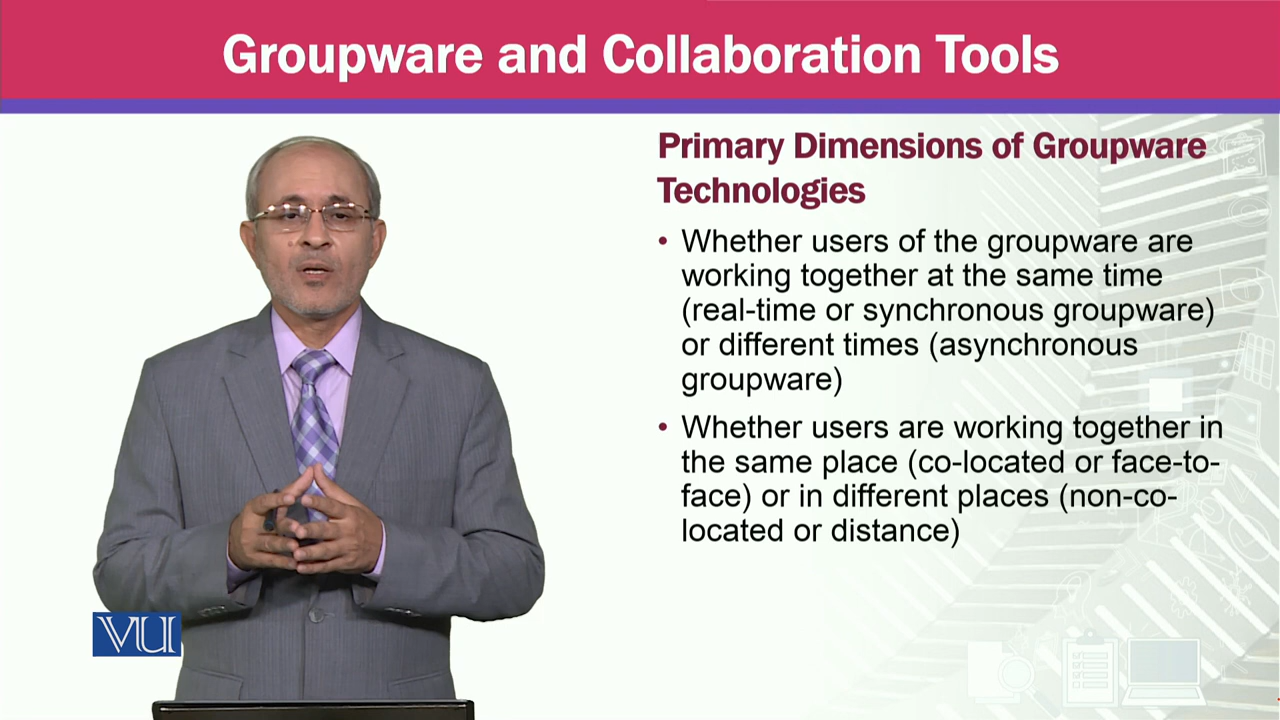 Groupware and Collaboration Tools
Primary Dimensions of Groupware
Technologies
• Whether users of the groupware are
working together at the same time
(real-time or synchronous groupware)
or different times (asynchronous
groupware)
• Whether users are working together in
the same place (co-located or face-to-
face) or in different places (non-co-
located or distance)
VU